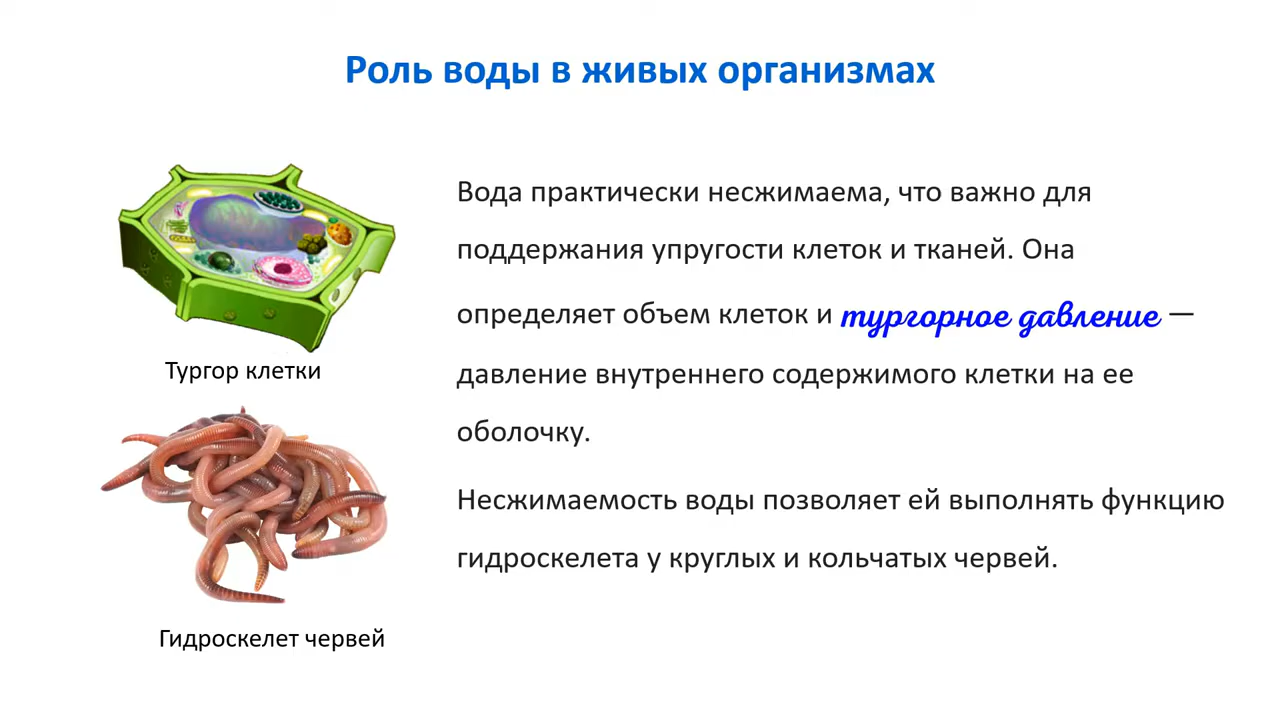 Роль воды в живых организмах
Вода практически несжимаема, что важно для
поддержания упругости клеток и тканей. Она
определяет объем клеток и тургорное давление —
давление внутреннего содержимого клетки на ее
оболочку.
Несжимаемость воды позволяет ей выполнять функцию
гидроскелета у круглых и кольчатых червей.
Тургор клетки
Гидроскелет червей